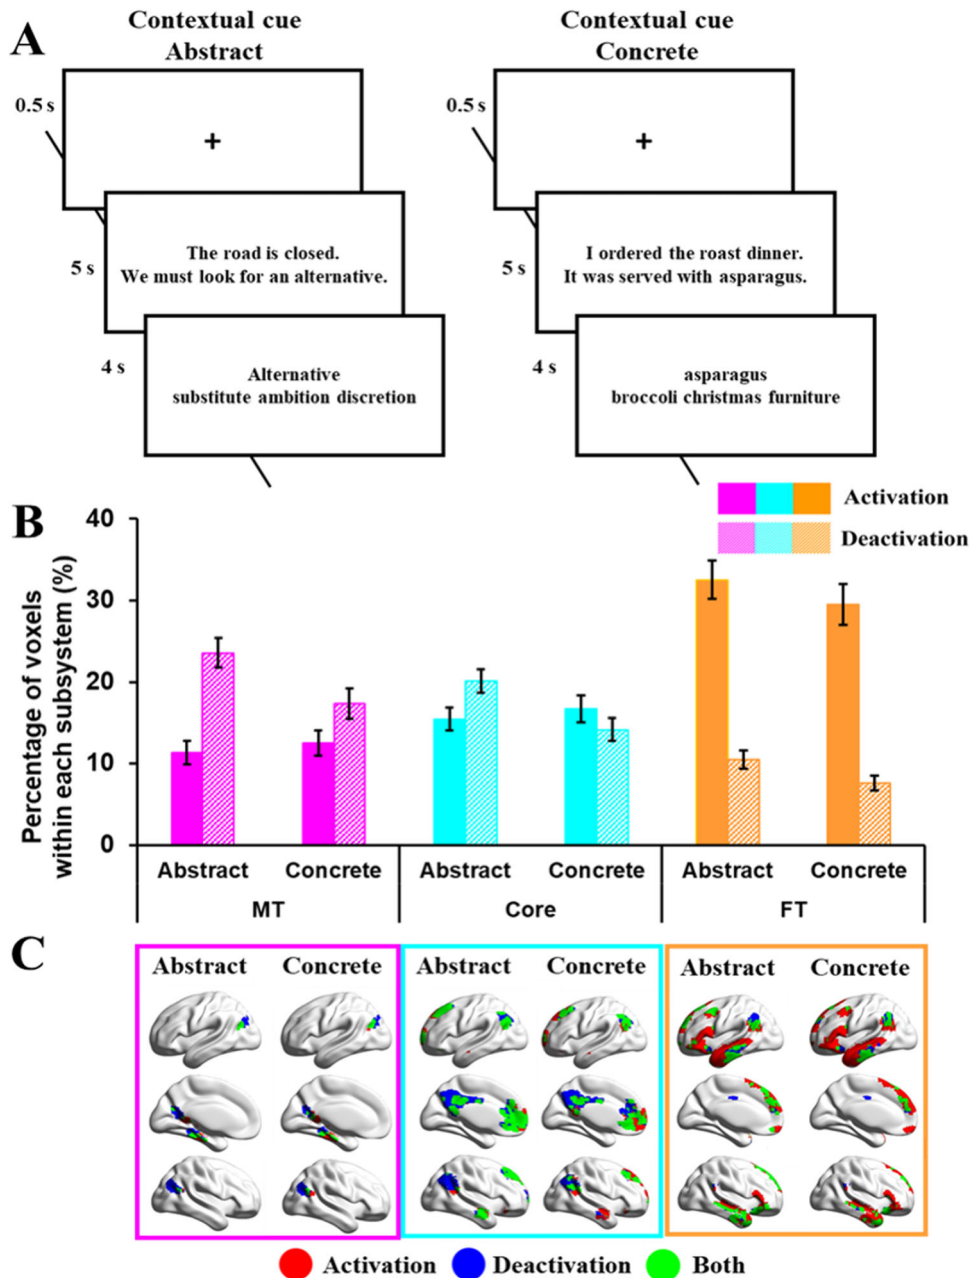 A
Contextual cue
Abstract
Contextual cue
Concrete
0.5 s
+
0.5 s
+
5 s
The road is closed.
We must look for an alternative.
5 s
I ordered the roast dinner.
It was served with asparagus.
4 s
Alternative
substitute ambition discretion
4 s
asparagus
broccoli christmas furniture
B
Activation
Deactivation
Percentage of voxels
within each subsystem (%)
40
30
20
10
0
Abstract Concrete Abstract Concrete Abstract Concrete
MT Core FT
C
Abstract Concrete Abstract Concrete Abstract Concrete
Activation Deactivation Both